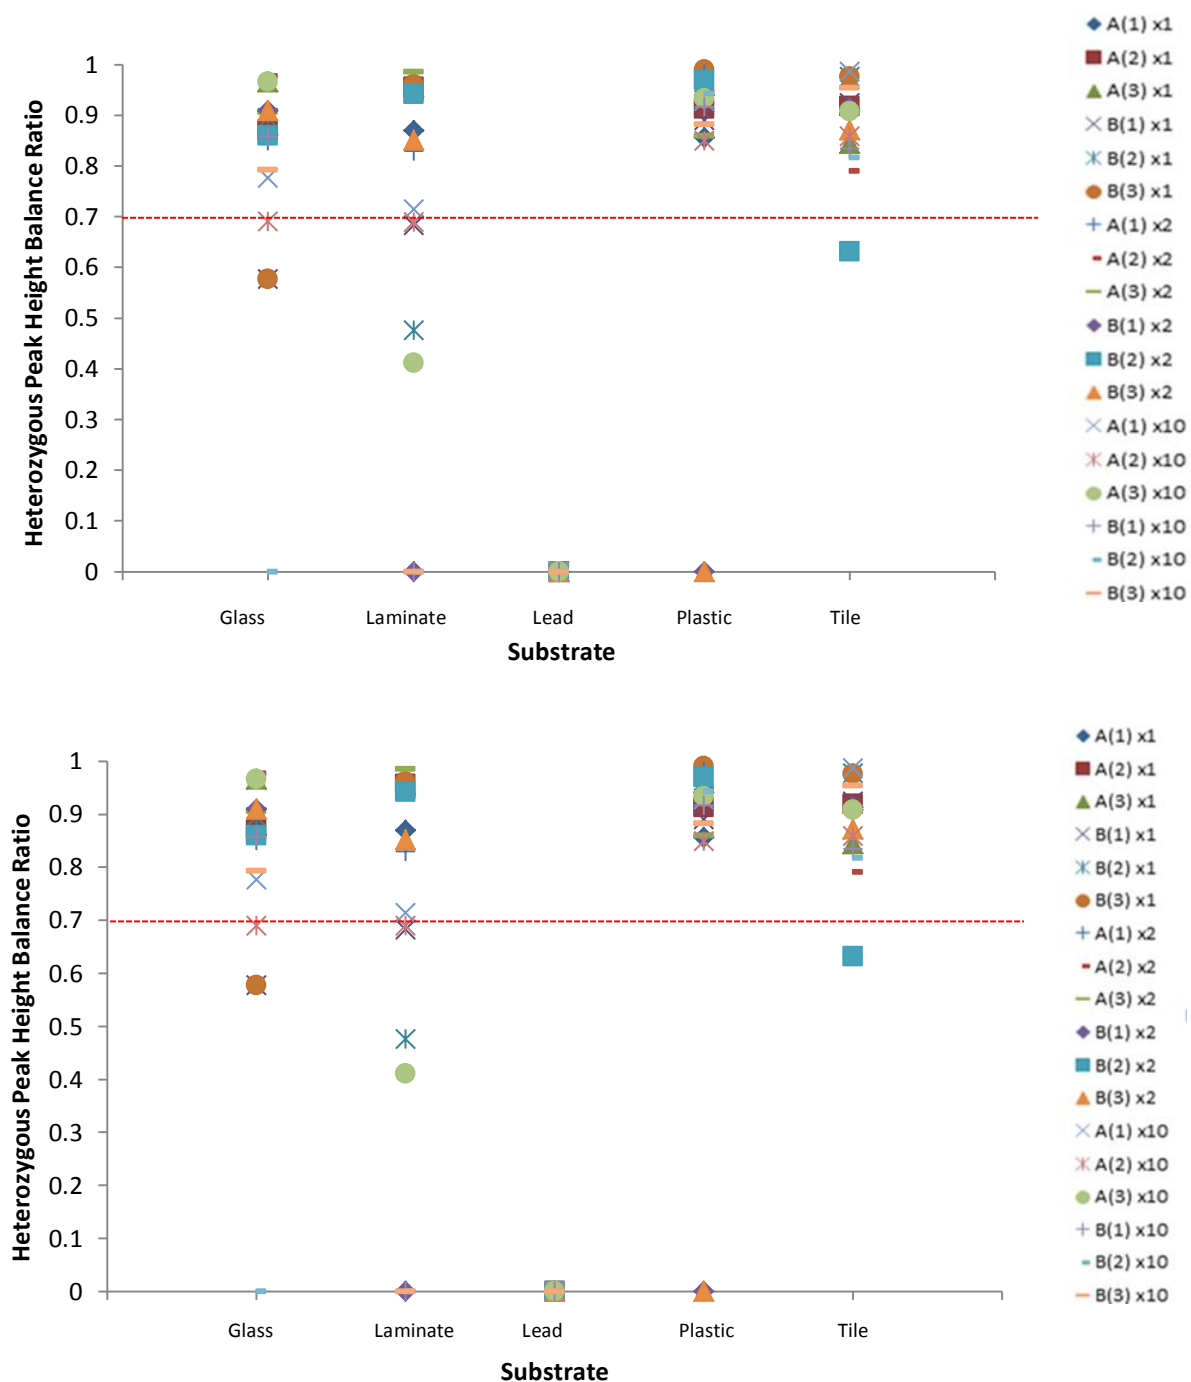 Heterozygous Peak Height Balance Ratio
1
0.9
0.8
0.7
0.6
0.5
0.4
0.3
0.2
0.1
0
Glass Laminate Lead Plastic Tile
Substrate
A(1) x1
A(2) x1
A(3) x1
B(1) x1
B(2) x1
B(3) x1
A(1) x2
A(2) x2
A(3) x2
B(1) x2
B(2) x2
B(3) x2
A(1) x10
A(2) x10
A(3) x10
B(1) x10
B(2) x10
B(3) x10
Heterozygous Peak Height Balance Ratio
1
0.9
0.8
0.7
0.6
0.5
0.4
0.3
0.2
0.1
0
Glass Laminate Lead Plastic Tile
Substrate
A(1) x1
A(2) x1
A(3) x1
B(1) x1
B(2) x1
B(3) x1
A(1) x2
A(2) x2
A(3) x2
B(1) x2
B(2) x2
B(3) x2
A(1) x10
A(2) x10
A(3) x10
B(1) x10
B(2) x10
B(3) x10